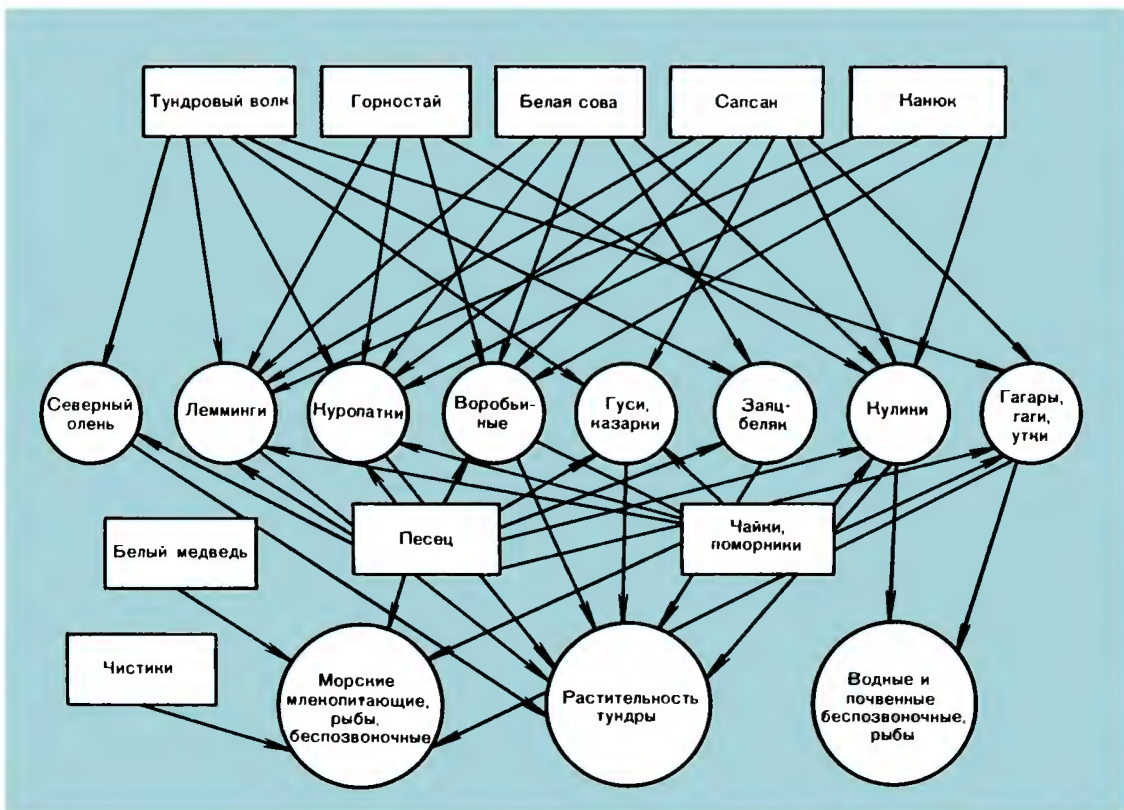 Тундровый волк
Горностай
Белая сова
Сапсан
Канюк
Северный
олень
Лемминги
Куропатки
Воробьи-
ные
Гуси,
казарки
Заяц-
беляк
Кулики
Гагары,
гаги,
утки
Песец
Чайки,
поморники
Белый медведь
Чистики
Морские
млекопитающие,
рыбы,
беспозвоночные
Растительность
тундры
Водные и
почвенные
беспозвоночные,
рыбы